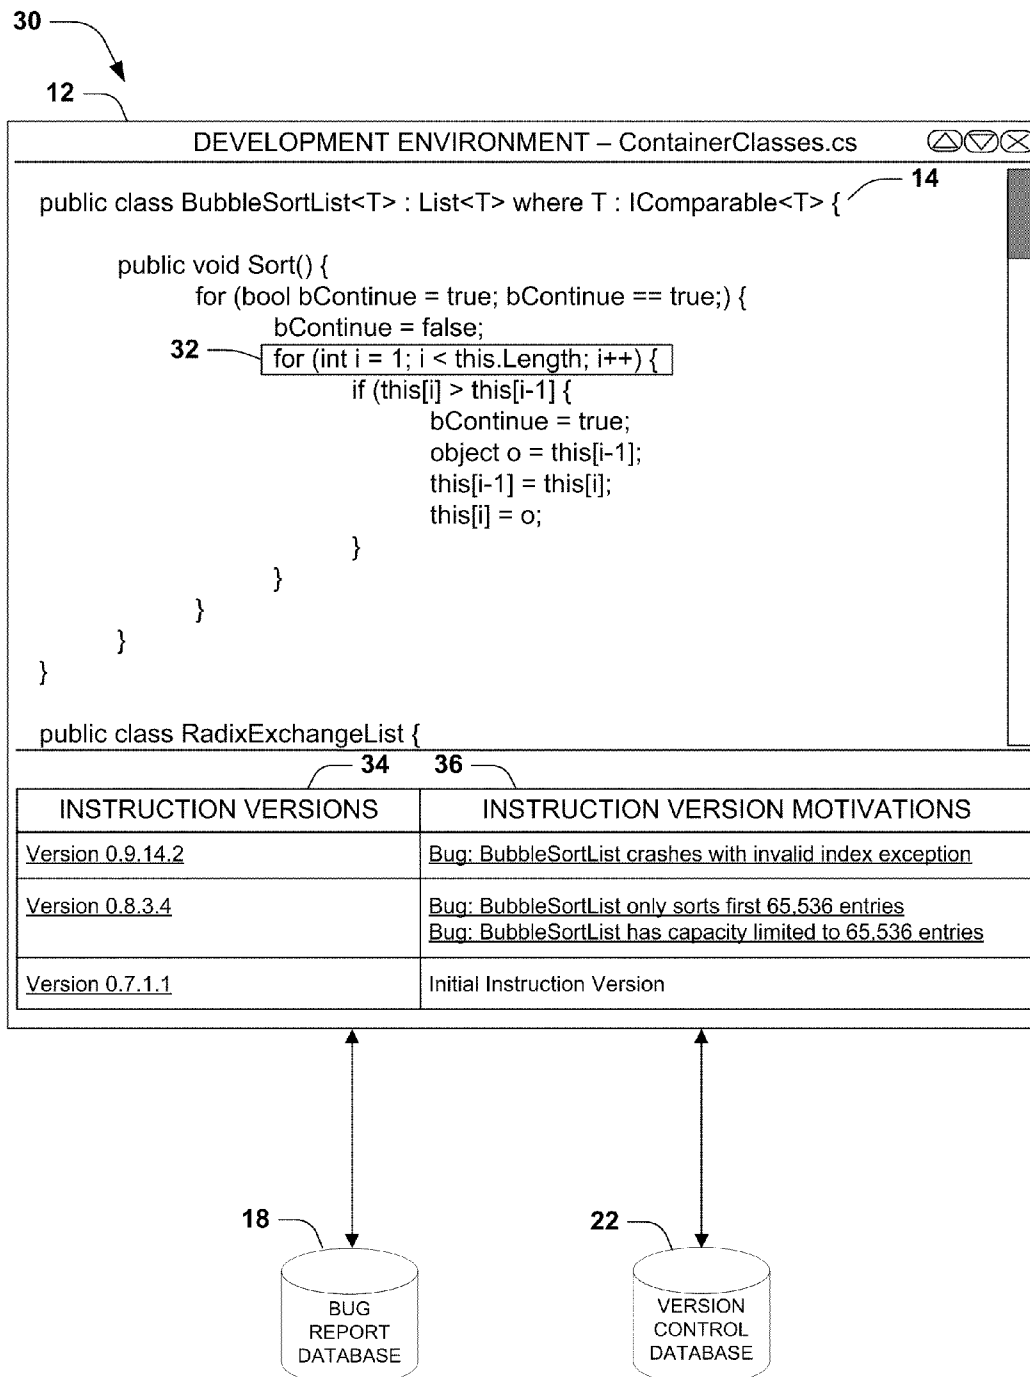 30
12
DEVELOPMENT ENVIRONMENT – ContainerClasses.cs
14
public class BubbleSortList<T> : List<T> where T : IComparable<T> {
public void Sort() {
for (bool bContinue = true; bContinue == true;) {
bContinue = false;
32
for (int i = 1; i < this.Length; i++) {
if (this[i] > this[i-1] {
bContinue = true;
object o = this[i-1];
this[i-1] = this[i];
this[i] = o;
}
}
}
}
}
public class RadixExchangeList {
34 36
INSTRUCTION VERSIONS INSTRUCTION VERSION MOTIVATIONS
Version 0.9.14.2 Bug: BubbleSortList crashes with invalid index exception
Version 0.8.3.4 Bug: BubbleSortList only sorts first 65,536 entries
Bug: BubbleSortList has capacity limited to 65,536 entries
Version 0.7.1.1 Initial Instruction Version
18 22
BUG
REPORT
DATABASE
VERSION
CONTROL
DATABASE